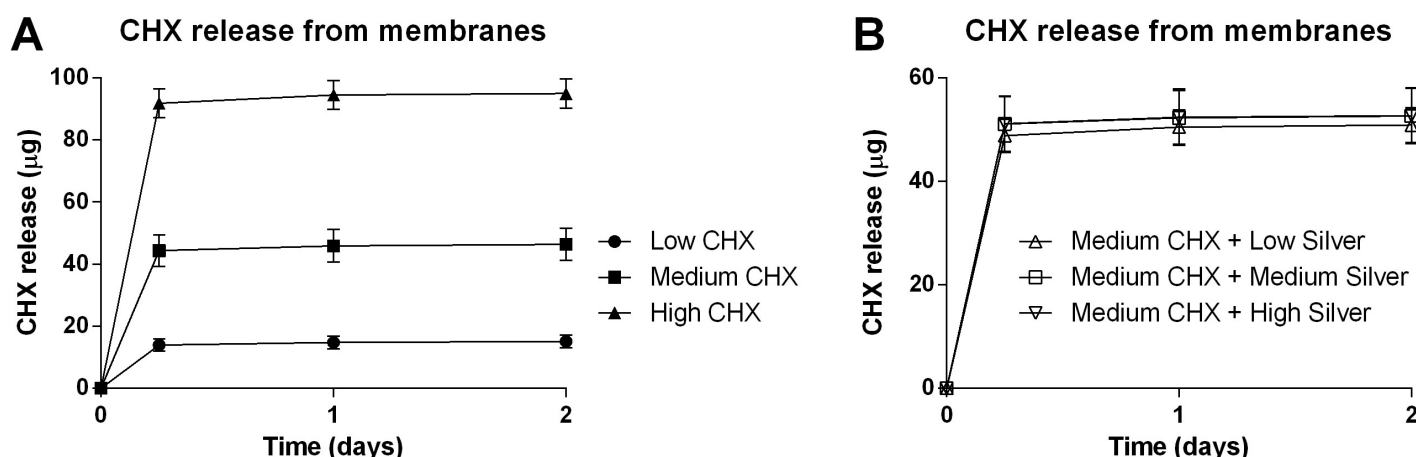 A
CHX release from membranes
CHX release (μg)
100
80
60
40
20
0
0
1
2
Time (days)
Low CHX
Medium CHX
High CHX
B
CHX release from membranes
CHX release (μg)
60
40
20
0
0
1
2
Time (days)
Medium CHX + Low Silver
Medium CHX + Medium Silver
Medium CHX + High Silver